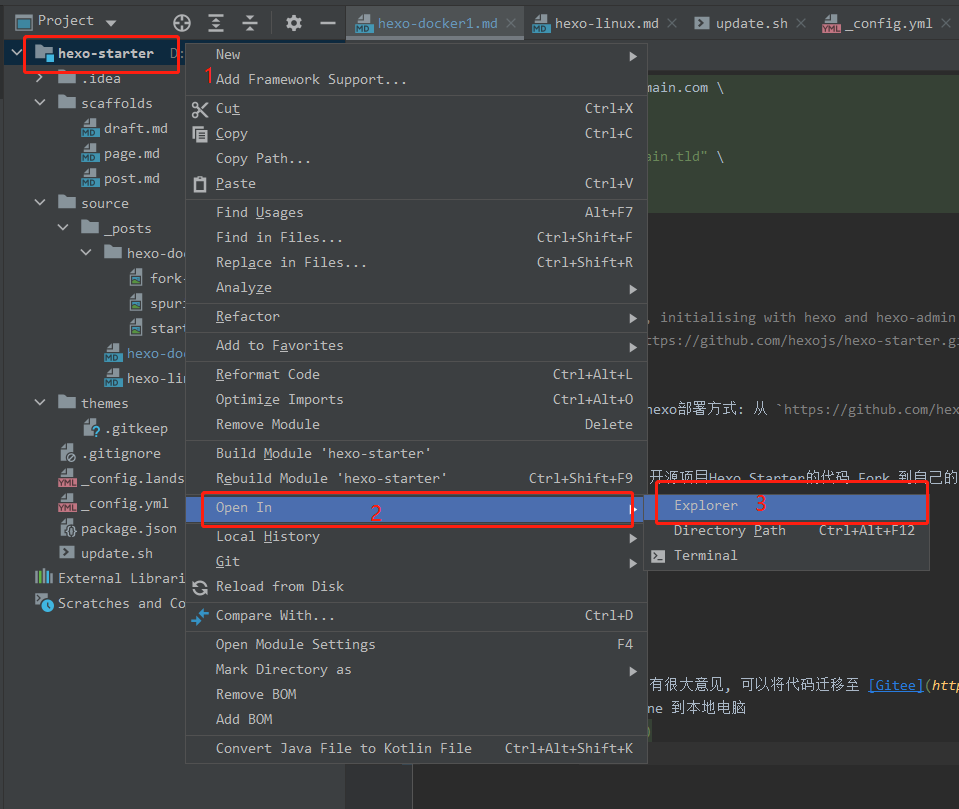 Project
hexo-docker1.md
hexo-linux.md
update.sh
_config.yml
hexo-starter
.idea
scaffolds
draft.md
page.md
post.md
source
_posts
hexo-do
fork-
spuri
start
hexo-do
hexo-lin
themes
.gitkeep
.gitignore
_config.lands
_config.yml
package.json
update.sh
External Librari
Scratches and Co
1
New
Add Framework Support...
Cut Ctrl+X
Copy Ctrl+C
Copy Path...
Paste Ctrl+V
Find Usages Alt+F7
Find in Files... Ctrl+Shift+F
Replace in Files... Ctrl+Shift+R
Analyze
Refactor
Add to Favorites
Reformat Code Ctrl+Alt+L
Optimize Imports Ctrl+Alt+O
Remove Module Delete
Build Module 'hexo-starter'
Rebuild Module 'hexo-starter' Ctrl+Shift+F9
Open In 2
Local History
Git
Reload from Disk
Compare With... Ctrl+D
Open Module Settings F4
Mark Directory as
Remove BOM
Add BOM
Convert Java File to Kotlin File Ctrl+Alt+Shift+K
Explorer 3
Directory Path Ctrl+Alt+F12
Terminal
main.com \
ain.tld" \
, initialising with hexo and hexo-admin
ttps://github.com/hexojs/hexo-starter.gi
hexo部署方式: 从 `https://github.com/hex
开源项目Hexo Starter的代码 Fork 到自己的
有很大意见, 可以将代码迁移至 [Gitee](http
ne 到本地电脑
)